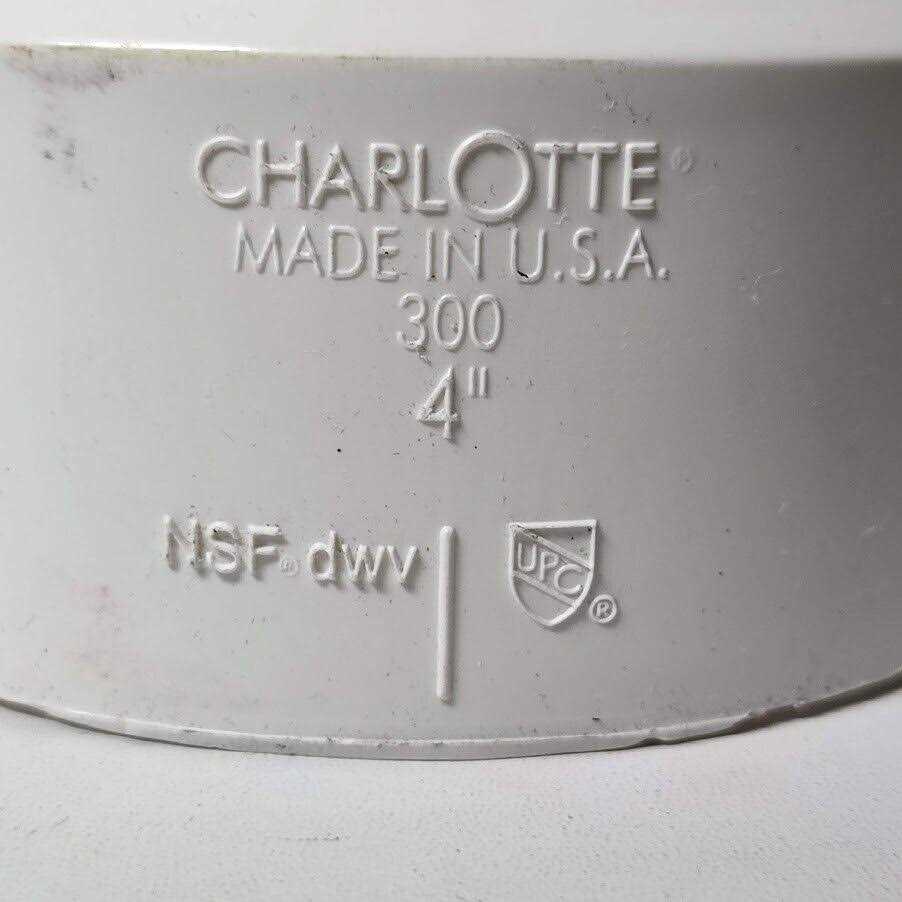 CHARLOTTE®
MADE IN U.S.A.
300
4"
NSF® dwv
UPC ®